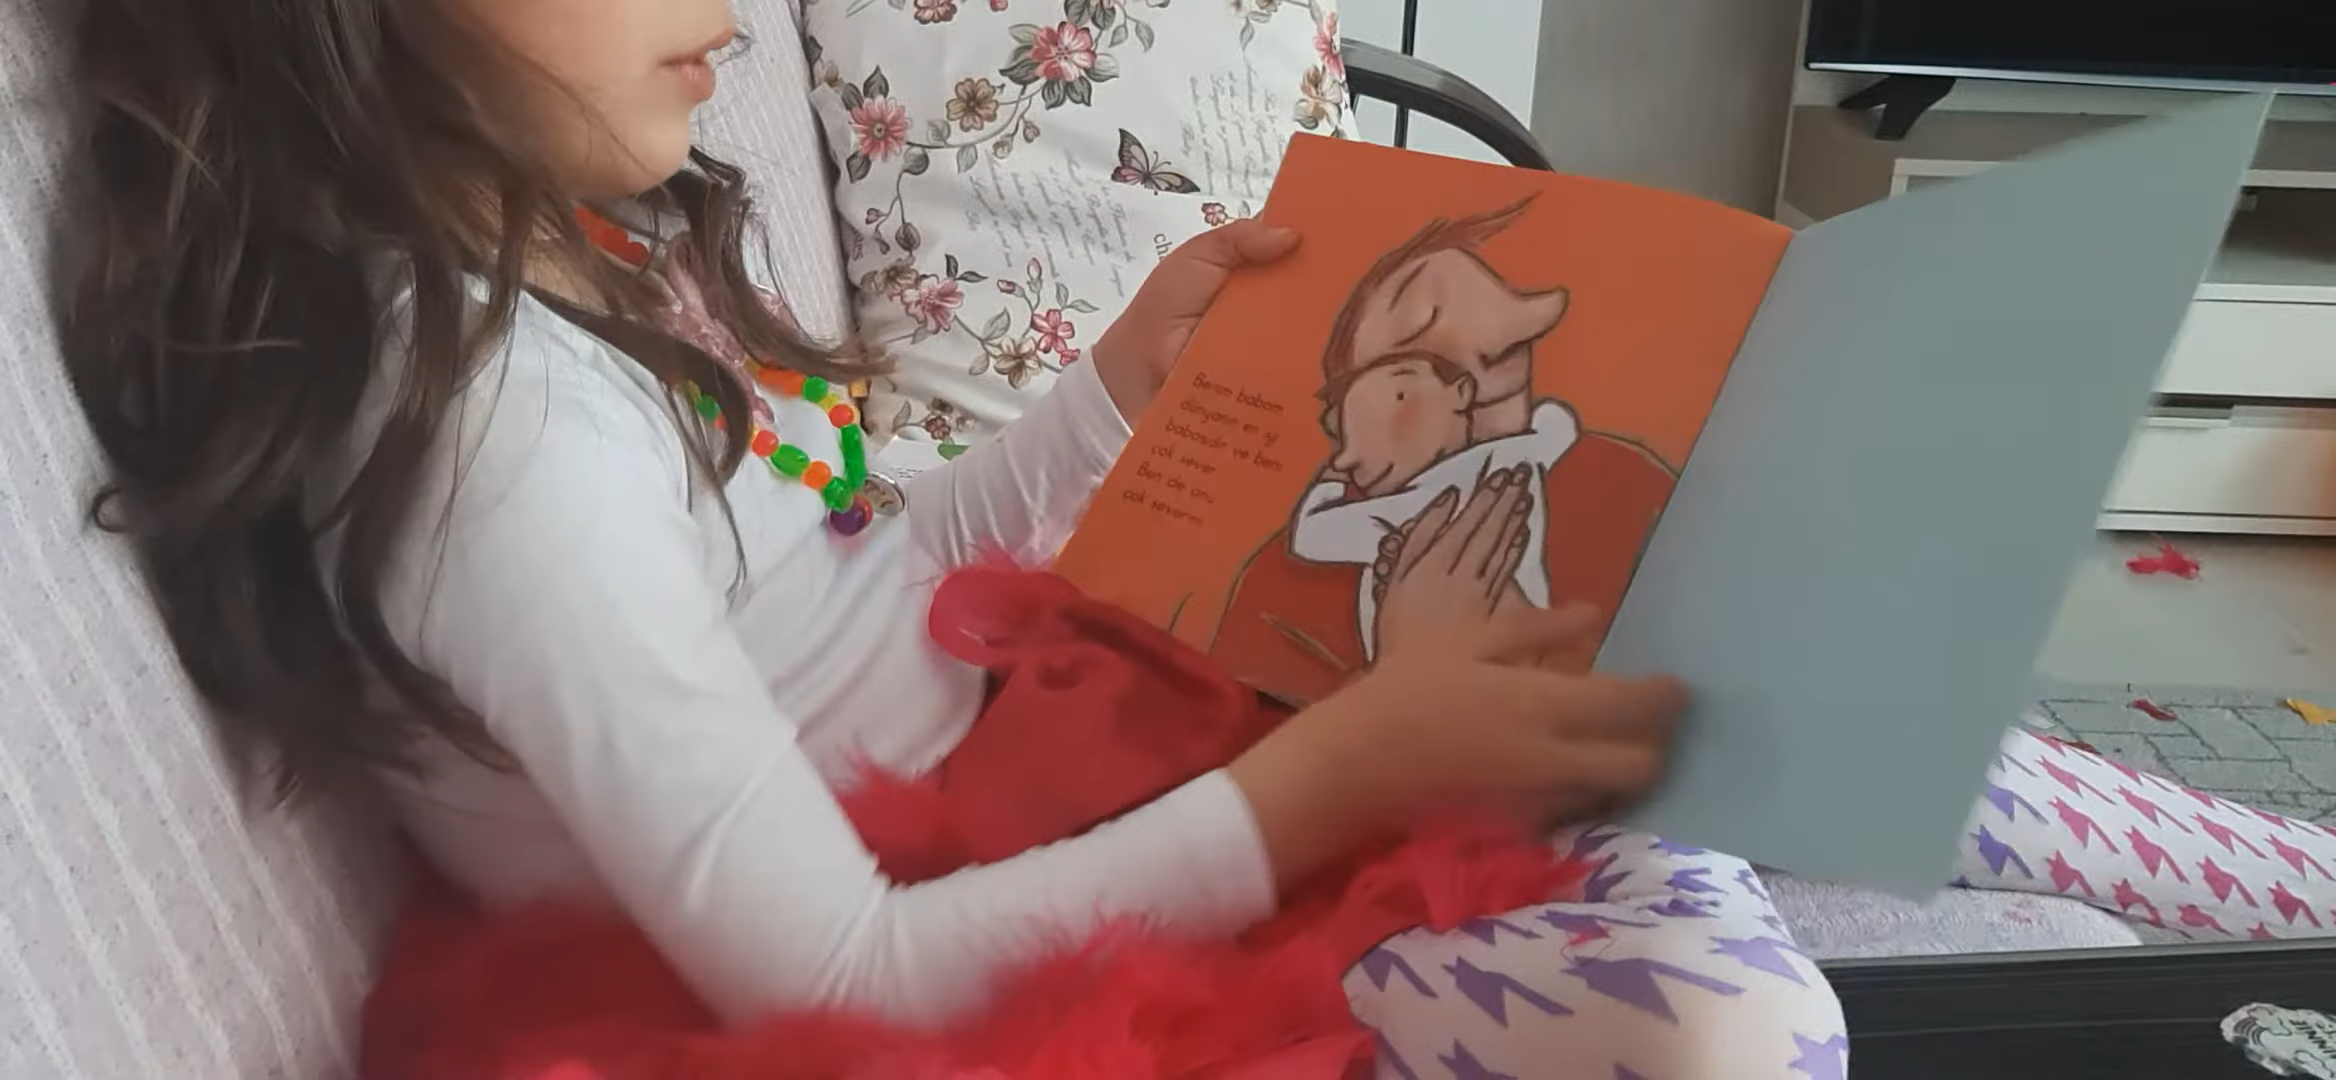 Benim babam
dünyanın en iyi
babasıdır ve beni
çok sever
Ben de onu
çok severim